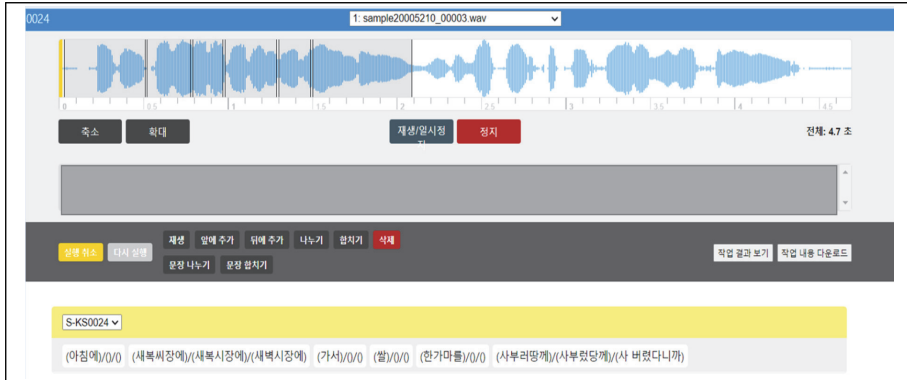 0024
1: sample20005210_00003.wav
0 0.5 1 1.5 2 2.5 3 3.5 4 4.5
축소 확대 재생/일시정지 정지 전체: 4.7 초
실행 취소 다시 실행 재생 앞에 추가 뒤에 추가 나누기 합치기 삭제
문장 나누기 문장 합치기
작업 결과 보기 작업 내용 다운로드
S-KS0024
(아침에)/()/() (새복씨장에)/(새복시장에)/(새벽시장에) (가서)/()/() (쌀)/()/() (한가마를)/()/() (사부러땅께)/(사부렀당께)/(사 버렸다니까)